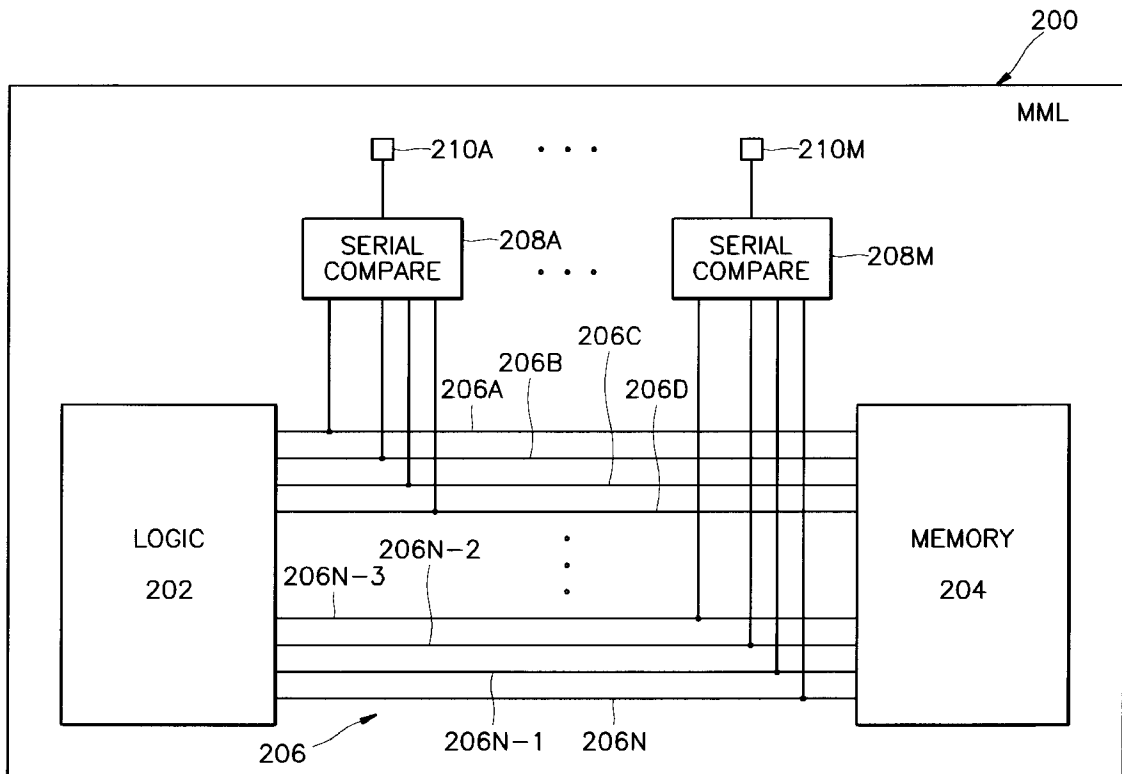 200
MML
210A
210M
SERIAL
COMPARE
208A
SERIAL
COMPARE
208M
206C
206B
206A
206D
LOGIC
202
206N-2
206N-3
MEMORY
204
206
206N-1
206N